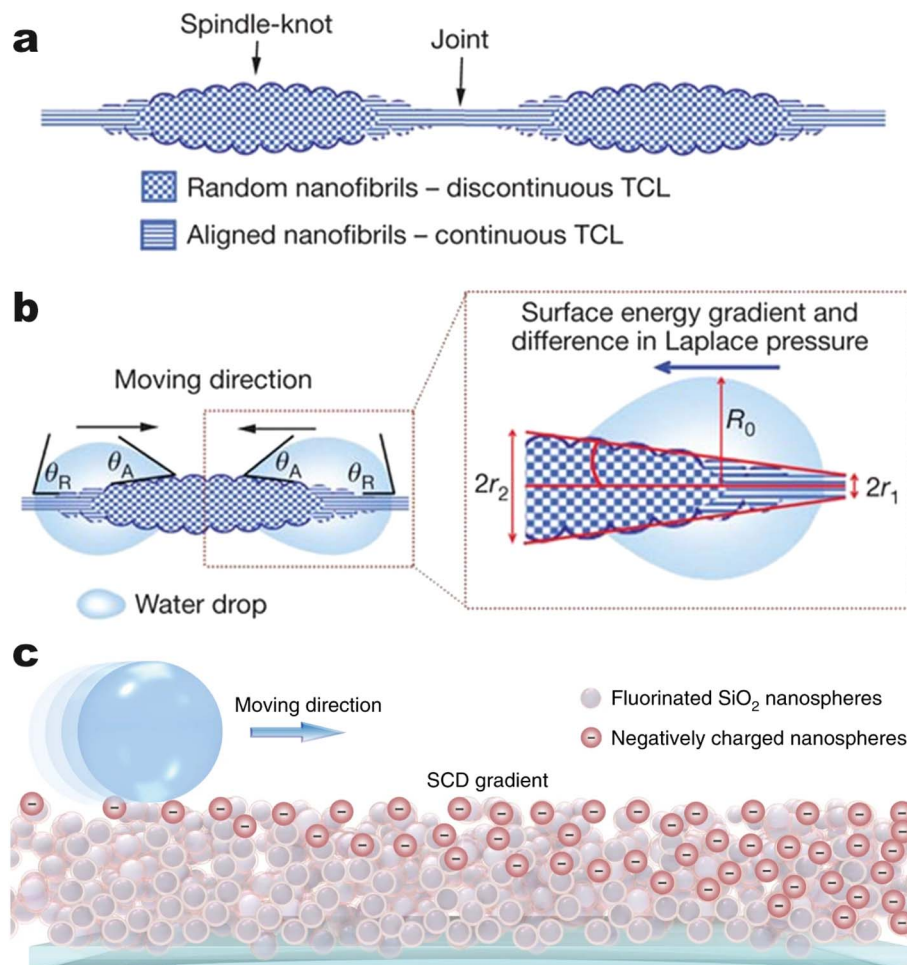 a
Spindle-knot
Joint
Random nanofibrils – discontinuous TCL
Aligned nanofibrils – continuous TCL
b
Moving direction
θR
θA
θA
θR
Water drop
Surface energy gradient and
difference in Laplace pressure
R0
2r2
2r1
c
Moving direction
Fluorinated SiO2 nanospheres
Negatively charged nanospheres
SCD gradient